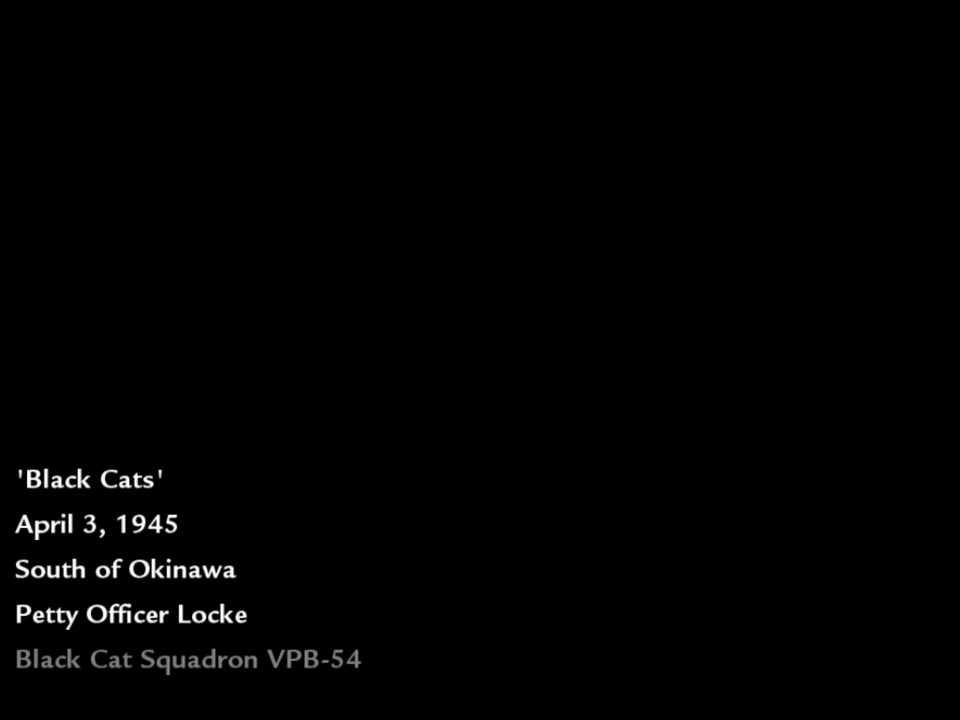 'Black Cats'
April 3, 1945
South of Okinawa
Petty Officer Locke
Black Cat Squadron VPB-54